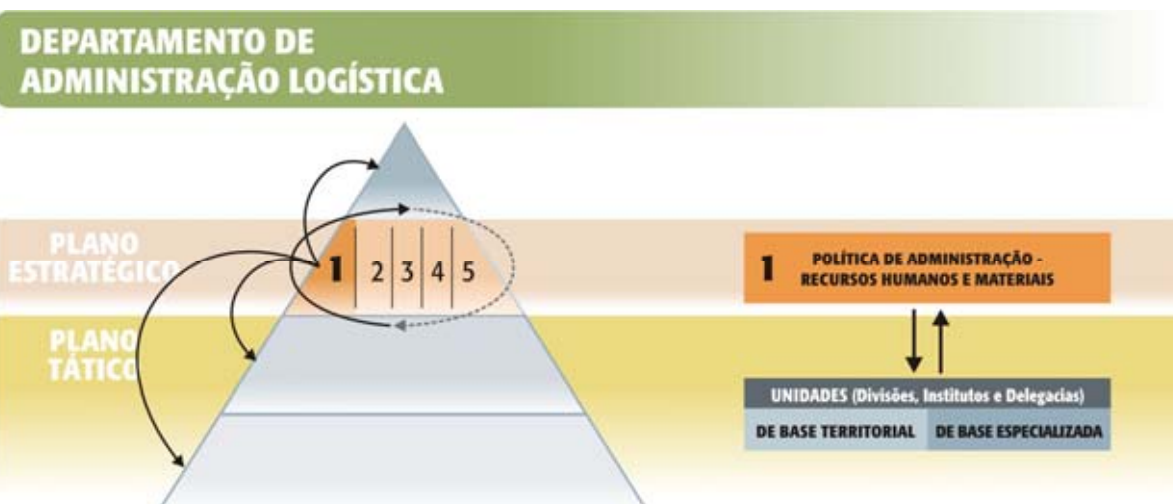 DEPARTAMENTO DE
ADMINISTRAÇÃO LOGÍSTICA
PLANO
ESTRATÉGICO
1 2 3 4 5
1
POLÍTICA DE ADMINISTRAÇÃO -
RECURSOS HUMANOS E MATERIAIS
PLANO
TÁTICO
UNIDADES (Divisões, Institutos e Delegacias)
DE BASE TERRITORIAL DE BASE ESPECIALIZADA